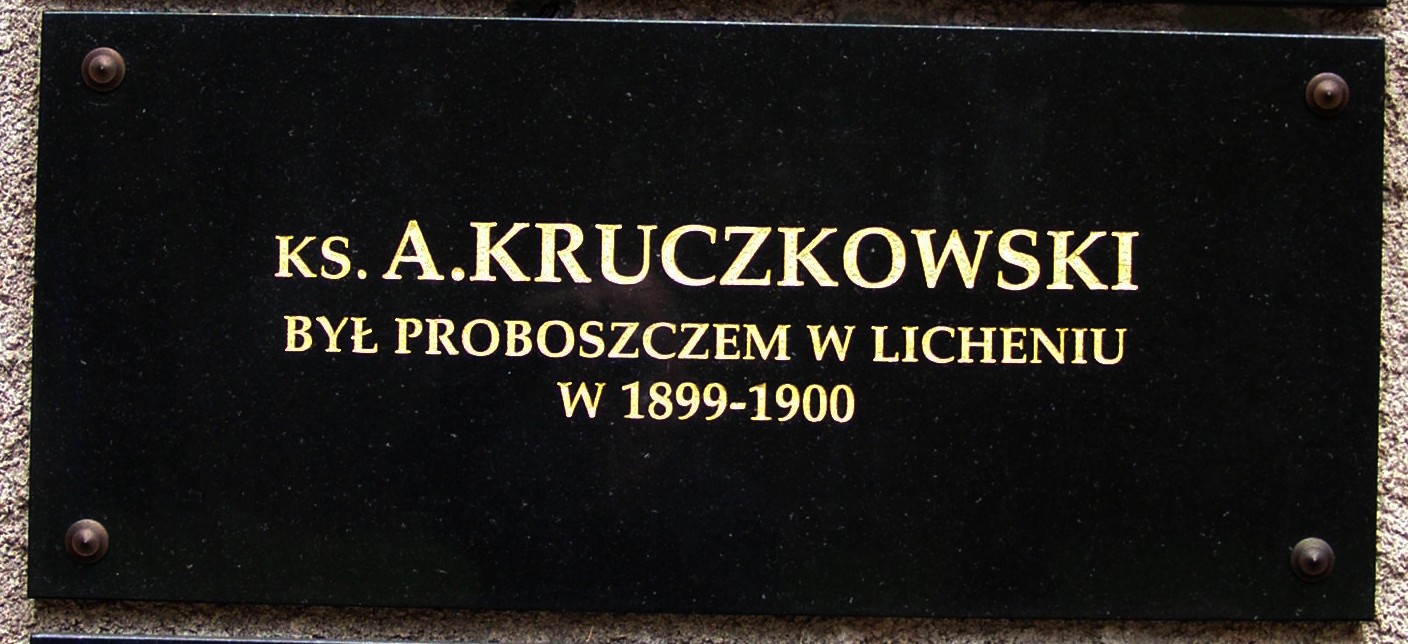 KS. A.KRUCZKOWSKI
BYŁ PROBOSZCZEM W LICHENIU
W 1899-1900